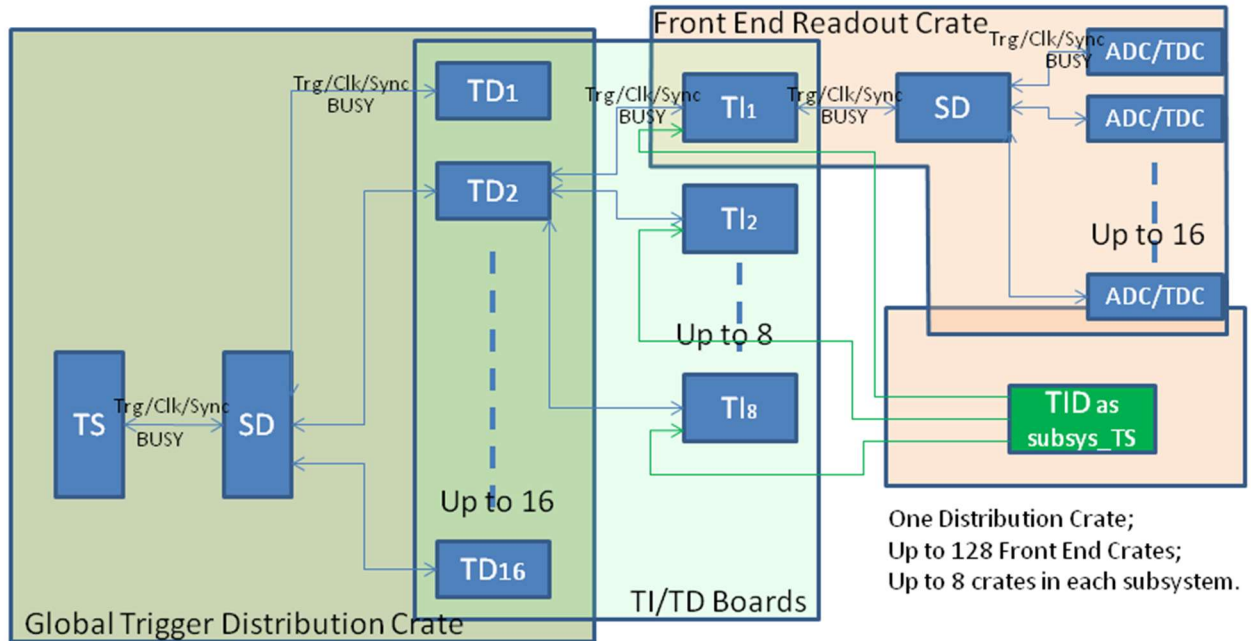 Front End Readout Crate
Trg/Clk/Sync
BUSY
ADC/TDC
Trg/Clk/Sync
BUSY
TD1
Trg/Clk/Sync
BUSY
TI1
Trg/Clk/Sync
BUSY
SD
ADC/TDC
TD2
TI2
Up to 16
ADC/TDC
Up to 8
TS
Trg/Clk/Sync
BUSY
SD
TI8
TID as
subsys_TS
Up to 16
TD16
One Distribution Crate;
Up to 128 Front End Crates;
Up to 8 crates in each subsystem.
TI/TD Boards
Global Trigger Distribution Crate